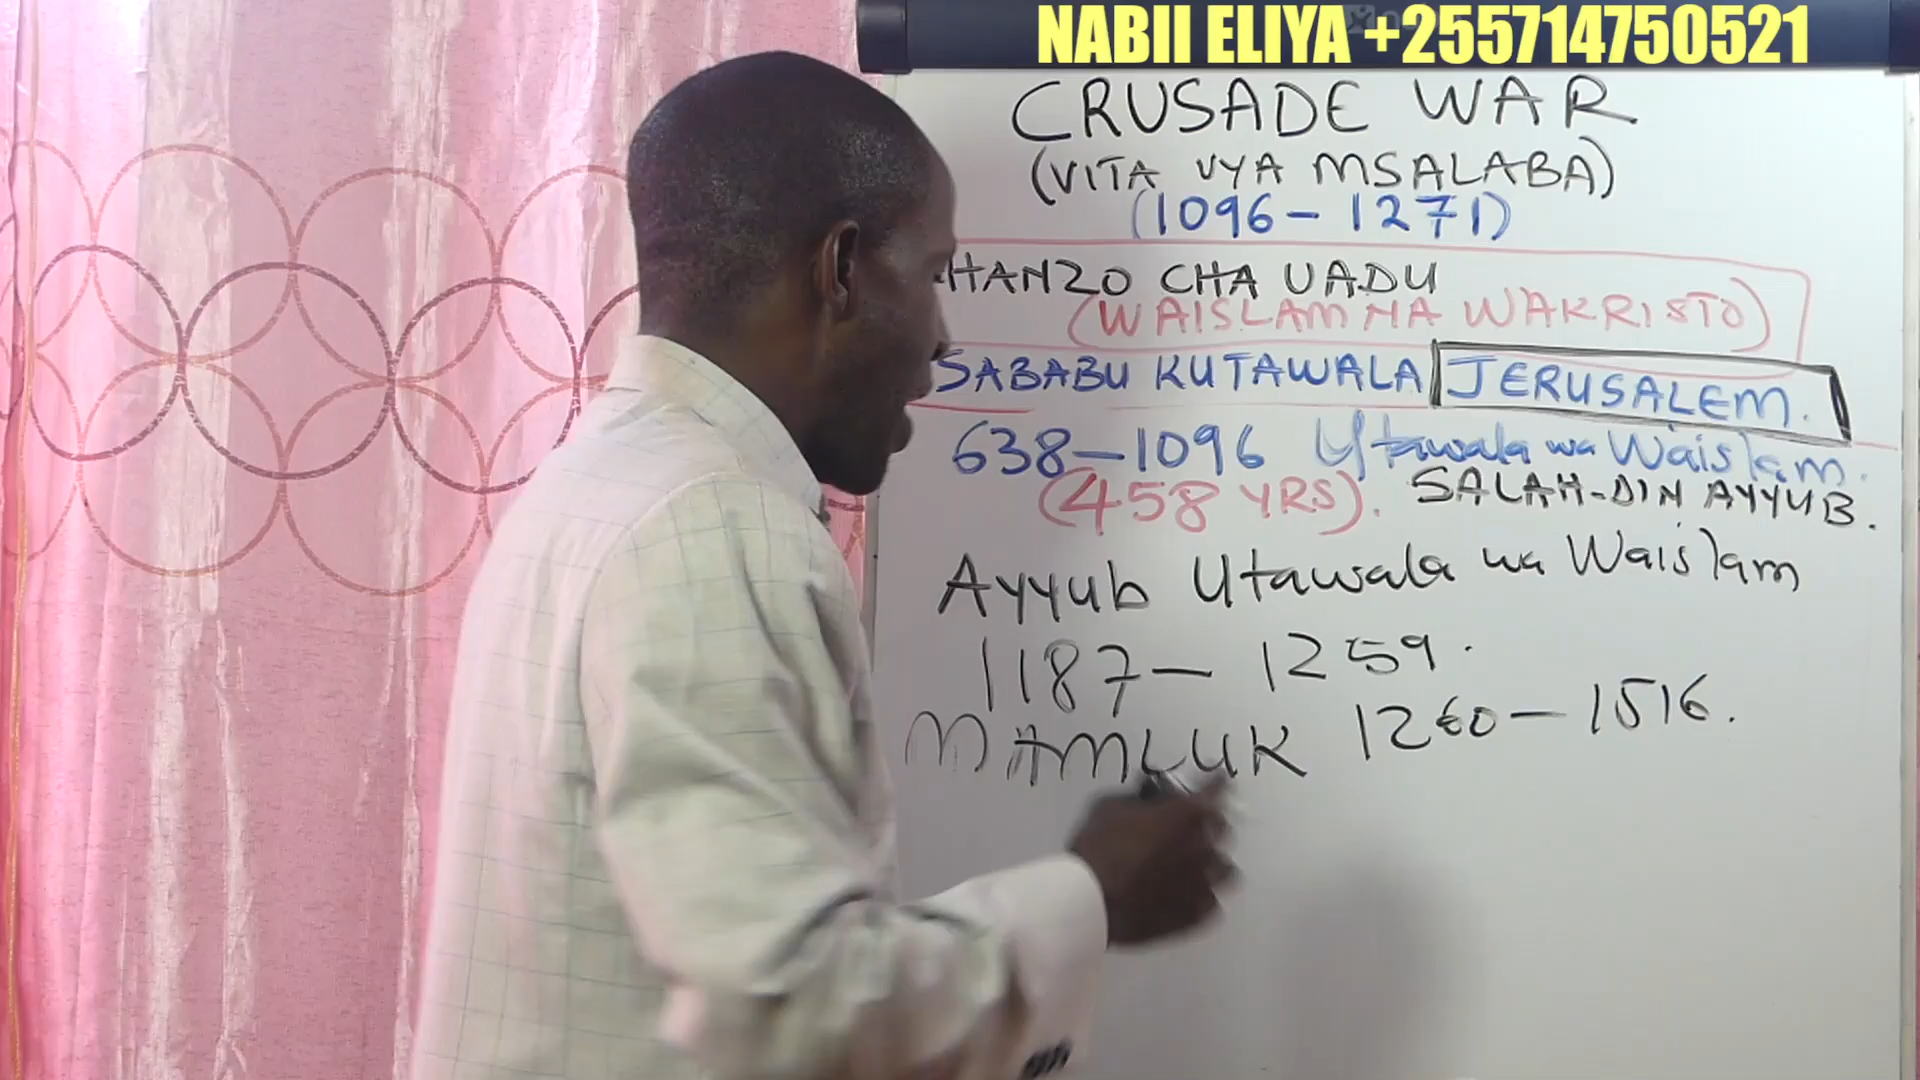 NABII ELIYA +255714750521
CRUSADE WAR
(VITA VYA MSALABA)
(1096-1271)
HANZO CHA UADU
(WAISLAM NA WAKRISTO)
SABABU KUTAWALA JERUSALEM.
638-1096 Utawala wa Waislam.
(458 YRS). SALAH-DIN AYYUB.
Ayyub Utawala wa Waislam
1187- 1259.
MAMLUK 1260-1516.